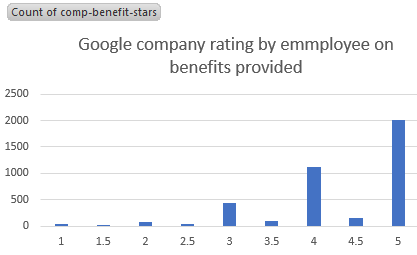 Count of comp-benefit-stars
Google company rating by emmployee on
benefits provided
2500
2000
1500
1000
500
0
1 1.5 2 2.5 3 3.5 4 4.5 5